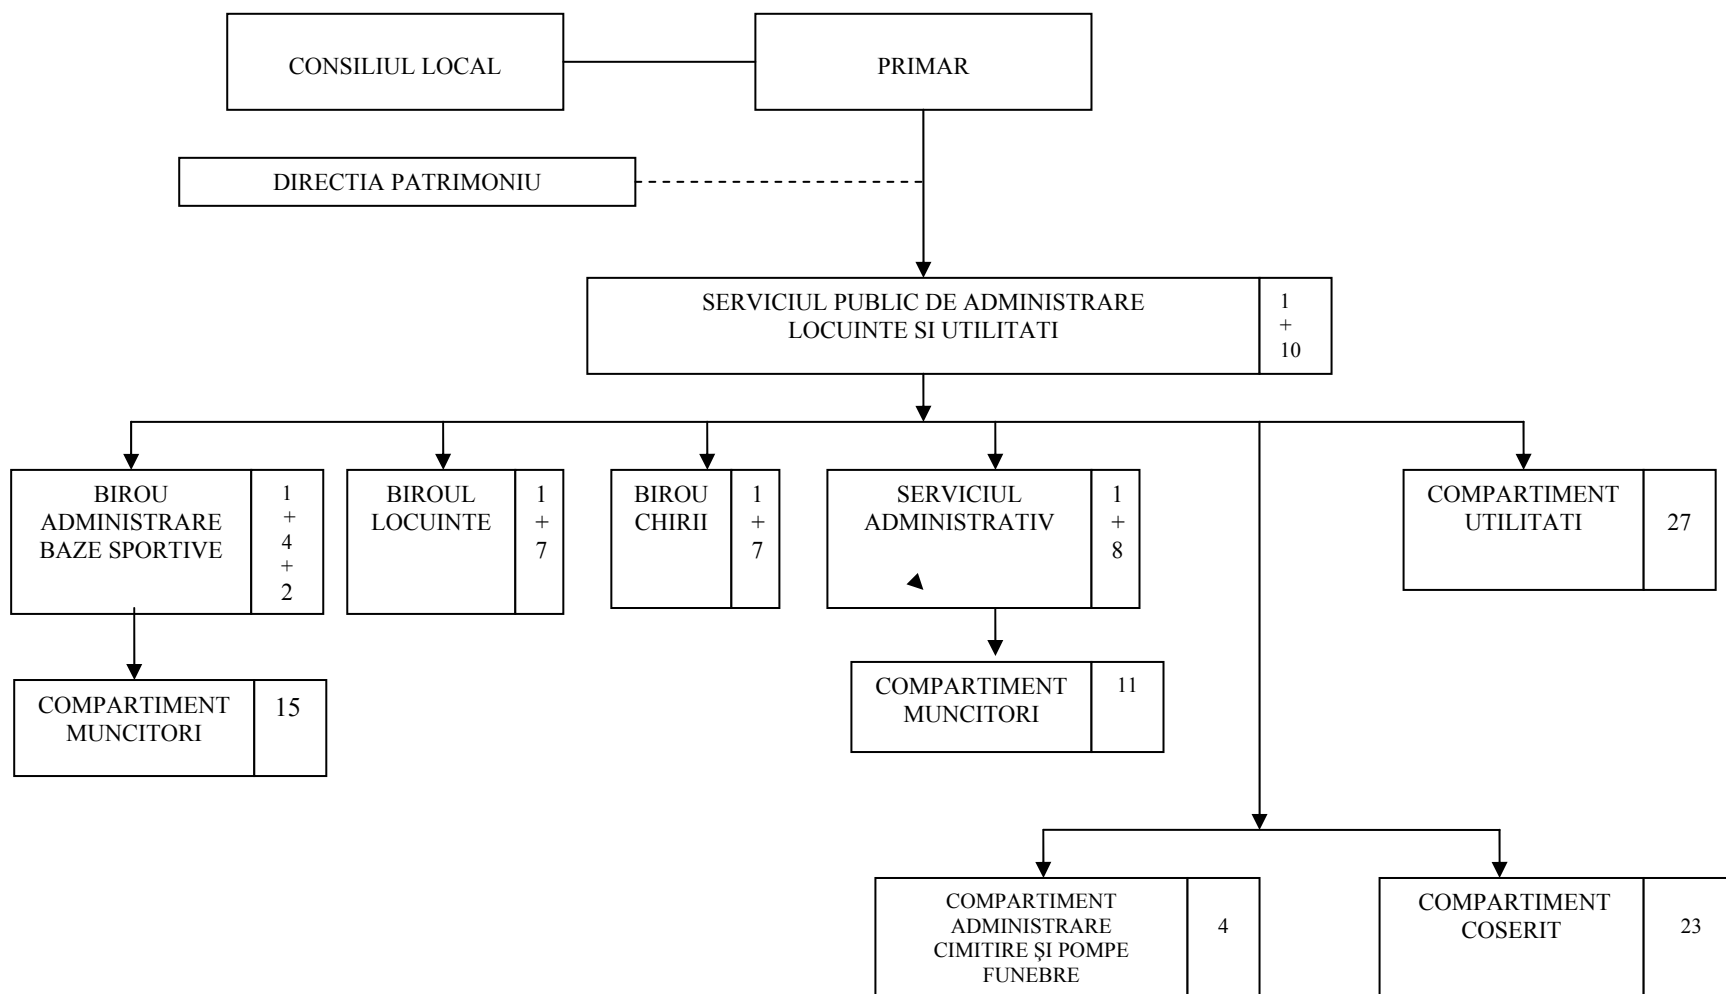 CONSILIUL LOCAL
PRIMAR
DIRECTIA PATRIMONIU
SERVICIUL PUBLIC DE ADMINISTRARE
LOCUINTE SI UTILITATI
1
+
10
BIROU
ADMINISTRARE
BAZE SPORTIVE
1
+
4
+
2
BIROUL
LOCUINTE
1
+
7
BIROU
CHIRII
1
+
7
SERVICIUL
ADMINISTRATIV
1
+
8
COMPARTIMENT
UTILITATI
27
COMPARTIMENT
MUNCITORI
15
COMPARTIMENT
MUNCITORI
11
COMPARTIMENT
ADMINISTRARE
CIMITIRE ŞI POMPE
FUNEBRE
4
COMPARTIMENT
COSERIT
23